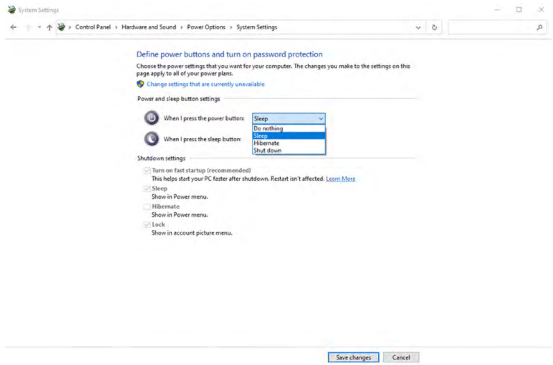 System Settings
Control Panel > Hardware and Sound > Power Options > System Settings
Define power buttons and turn on password protection
Choose the power settings that you want for your computer. The changes you make to the settings on this
page apply to all of your power plans.
Change settings that are currently unavailable
Power and sleep button settings
When I press the power button: Sleep
Do nothing
Sleep
When I press the sleep button:
Hibernate
Shut down
Shutdown settings
Turn on fast startup (recommended)
This helps start your PC faster after shutdown. Restart isn't affected. Learn More
Sleep
Show in Power menu.
Hibernate
Show in Power menu.
Lock
Show in account picture menu.
Save changes Cancel